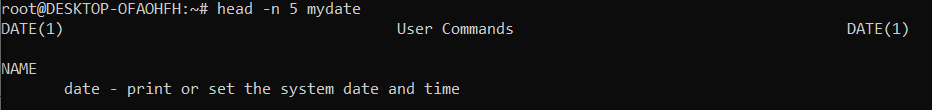 root@DESKTOP-OFAOHFH:~# head -n 5 mydate
DATE(1) User Commands DATE(1)
NAME
date - print or set the system date and time